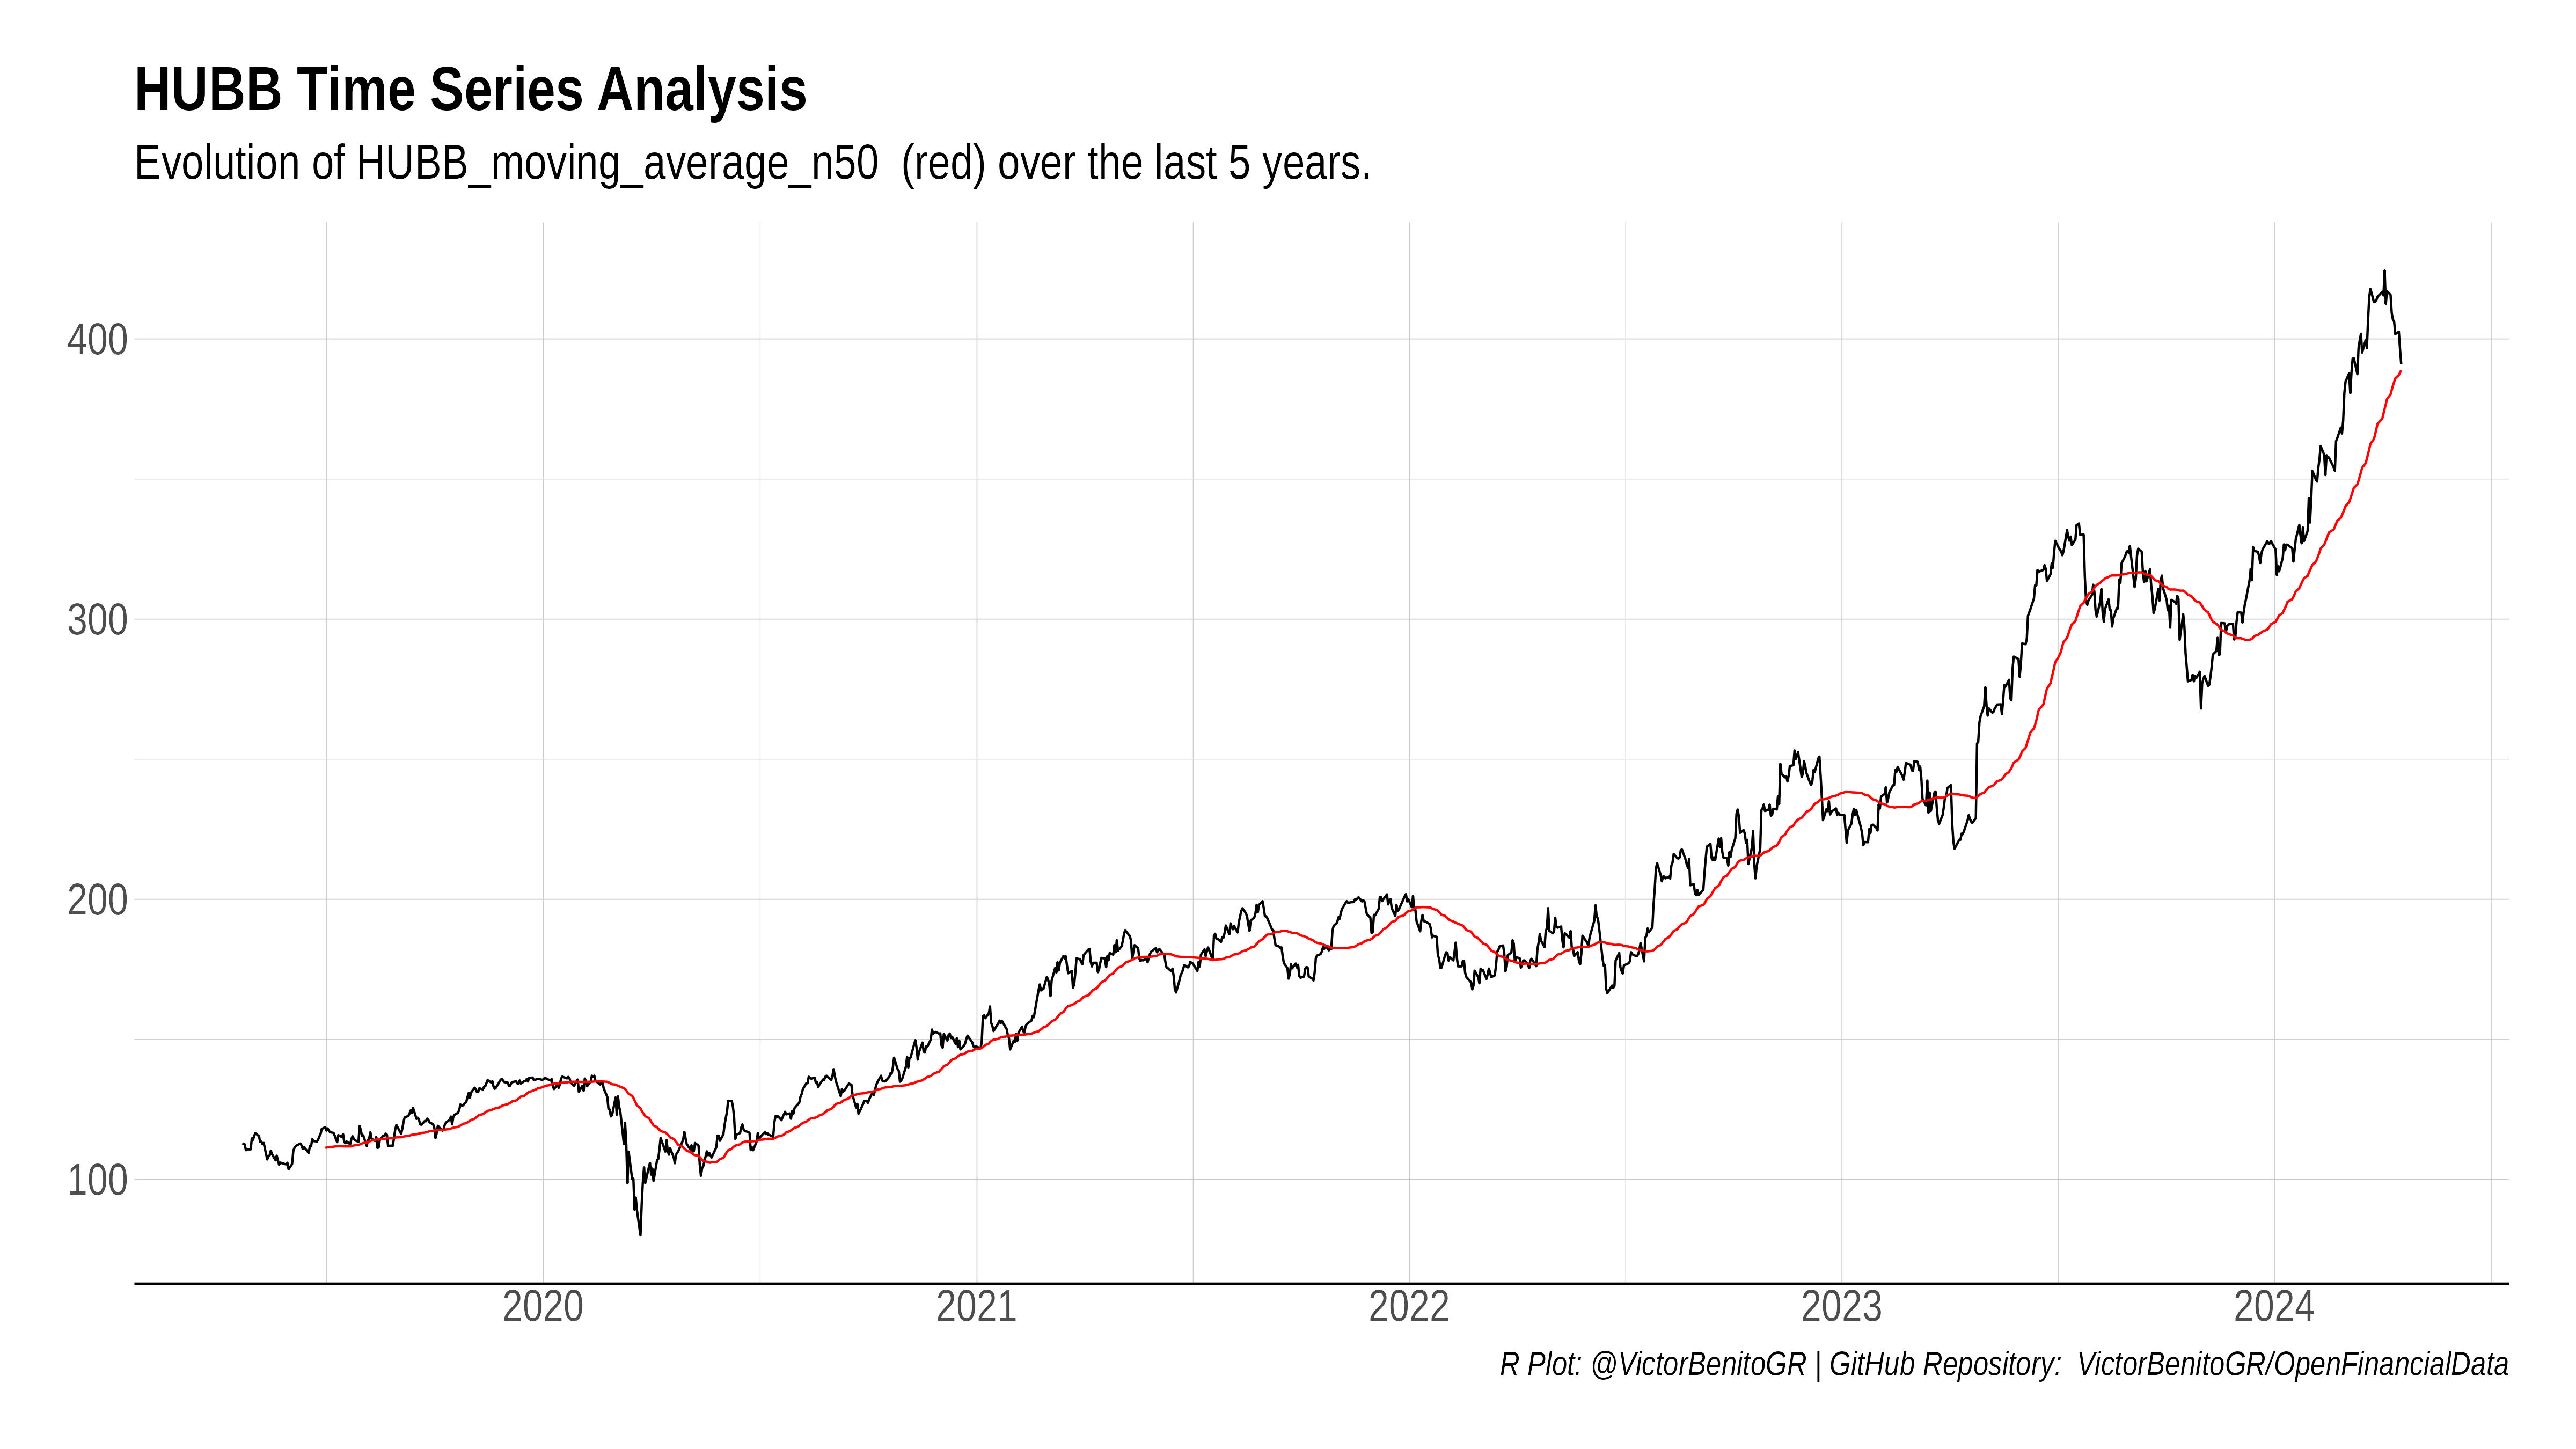 HUBB Time Series Analysis
Evolution of HUBB_moving_average_n50  (red) over the last 5 years.
400
300
200
100
2020 2021 2022 2023 2024
R Plot: @VictorBenitoGR | GitHub Repository:  VictorBenitoGR/OpenFinancialData